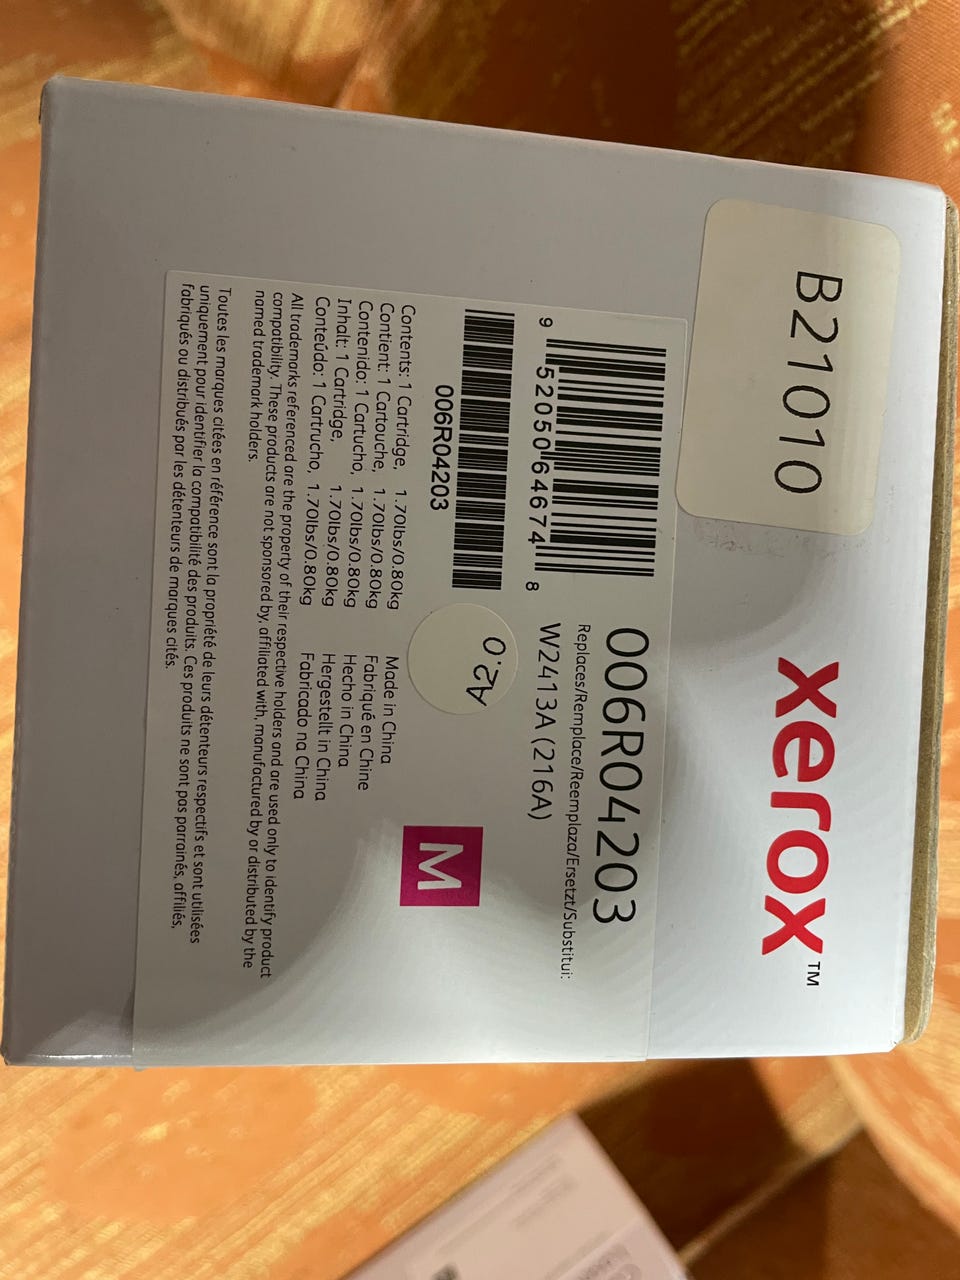 B21010
xerox™
006R04203
Replaces/Remplace/Reemplaza/Ersetzt/Substitui:
W2413A (216A)
9 52050 64674 8
006R04203
A2.0
M
Contents: 1 Cartridge, 1.70lbs/0.80kg Made in China
Contient: 1 Cartouche, 1.70lbs/0.80kg Fabriqué en Chine
Contenido: 1 Cartucho, 1.70lbs/0.80kg Hecho in China
Inhalt: 1 Cartridge, 1.70lbs/0.80kg Hergestellt in China
Conteúdo: 1 Cartrucho, 1.70lbs/0.80kg Fabricado na China
All trademarks referenced are the property of their respective holders and are used only to identify product
compatibility. These products are not sponsored by, affiliated with, manufactured by or distributed by the
named trademark holders.
Toutes les marques citées en référence sont la propriété de leurs détenteurs respectifs et sont utilisées
uniquement pour identifier la compatibilité des produits. Ces produits ne sont pas parrainés, affiliés,
fabriqués ou distribués par les détenteurs de marques cités.